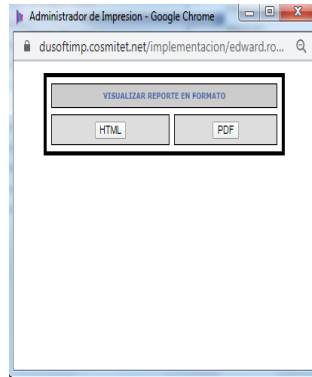 Administrador de Impresion - Google Chrome
dusoftimp.cosmitet.net/implementacion/edward.ro...
VISUALIZAR REPORTE EN FORMATO
HTML PDF